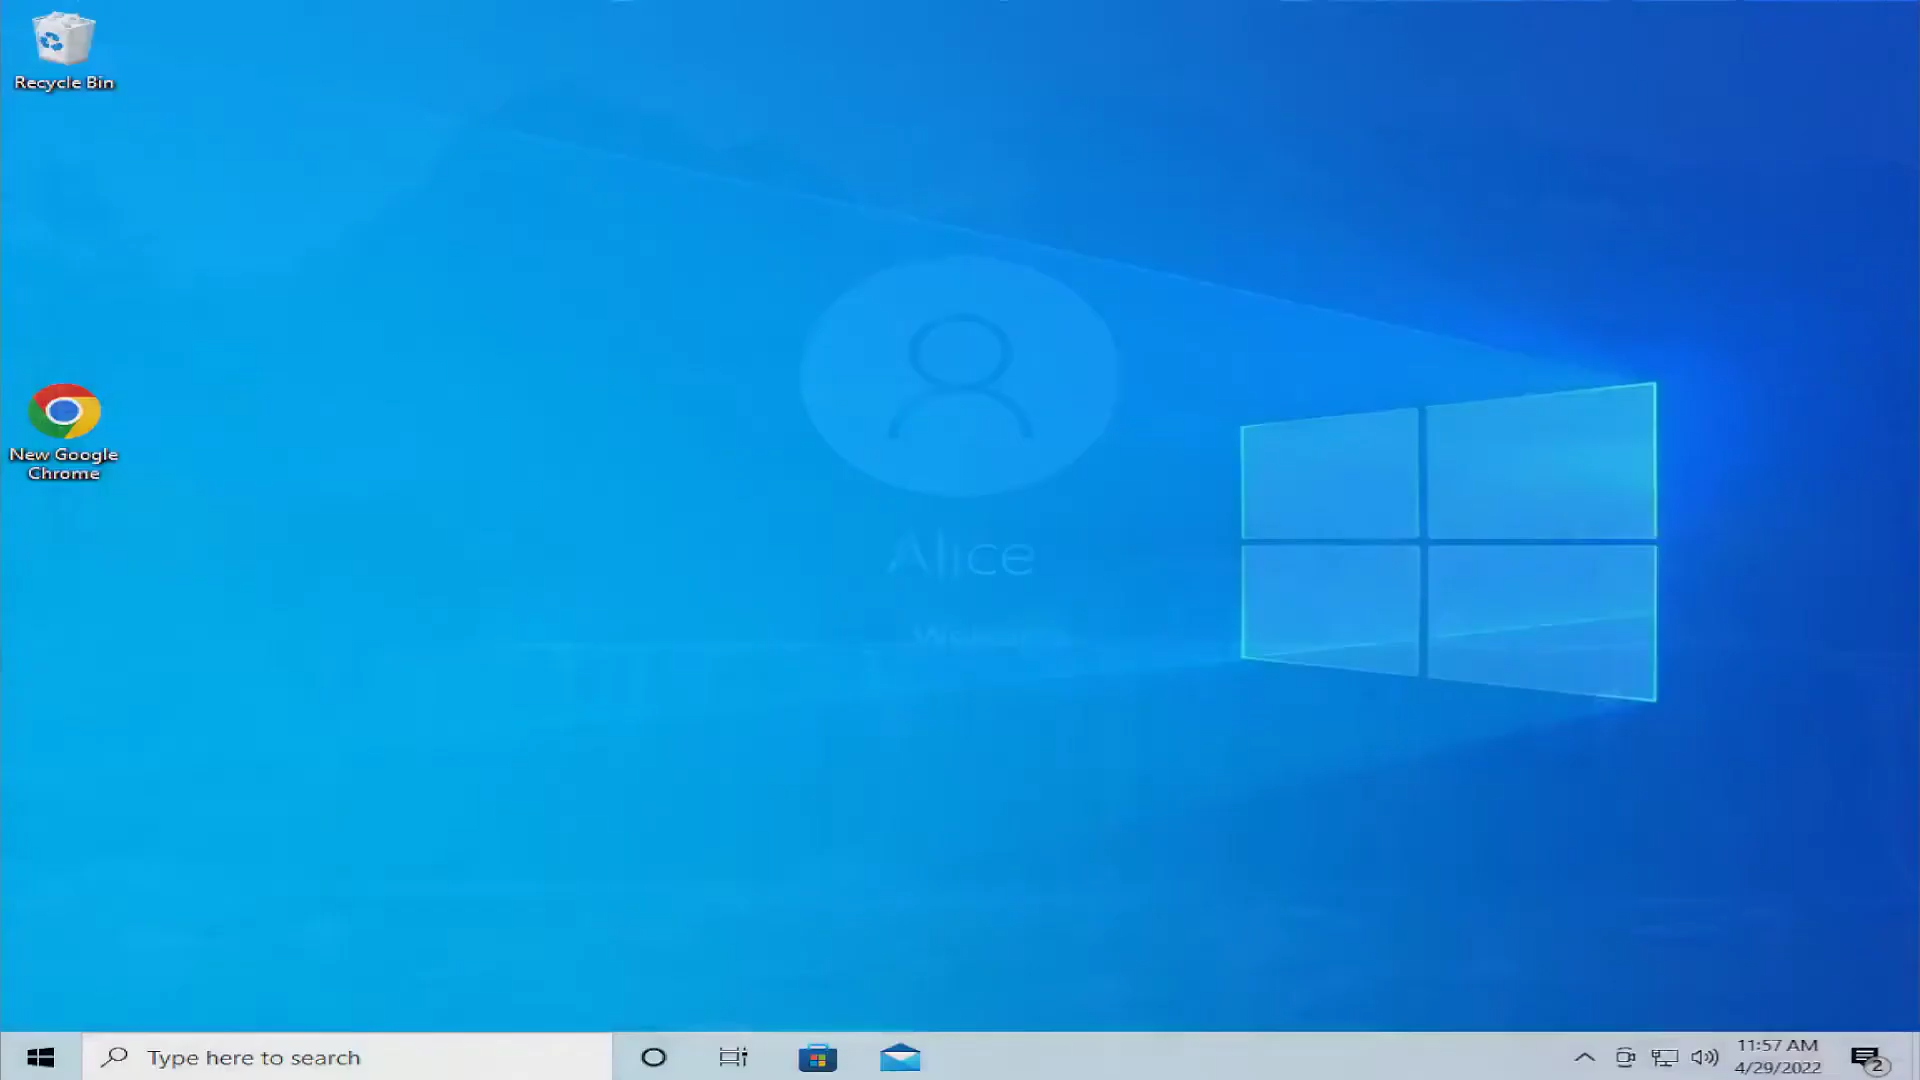 Recycle Bin
New Google
Chrome
Alice
Type here to search
11:57 AM
4/29/2022
2